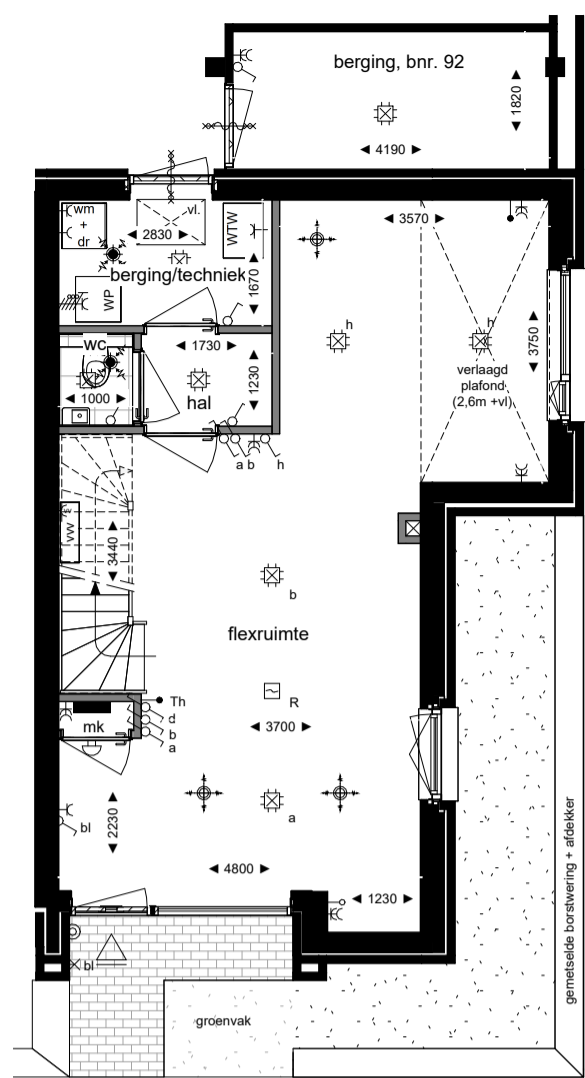 berging, bnr. 92
1820
4190
wm
+
dr
vl.
WTW
2830
3570
berging/techniek
1670
WP
h
h
3750
verlaagd
plafond
(2,6m +vl)
wc
1730
1230
1000
hal
a b
h
vw
3440
b
flexruimte
Th
R
d
mk
b
3700
a
2230
bl
a
4800
1230
bl
groenvak
gemetselde borstwering + afdekker